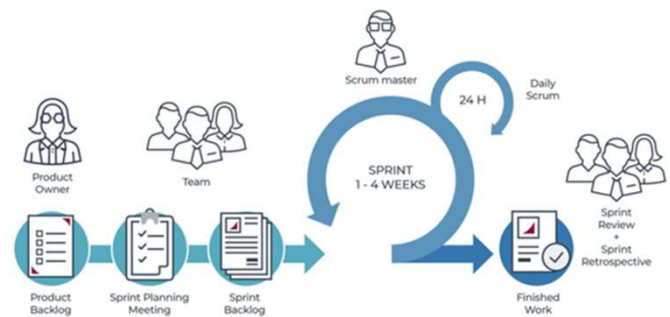 Scrum master
24 H
Daily
Scrum
Product
Owner
Team
SPRINT
1 - 4 WEEKS
Sprint
Review
+
Sprint
Retrospective
Product
Backlog
Sprint Planning
Meeting
Sprint
Backlog
Finished
Work